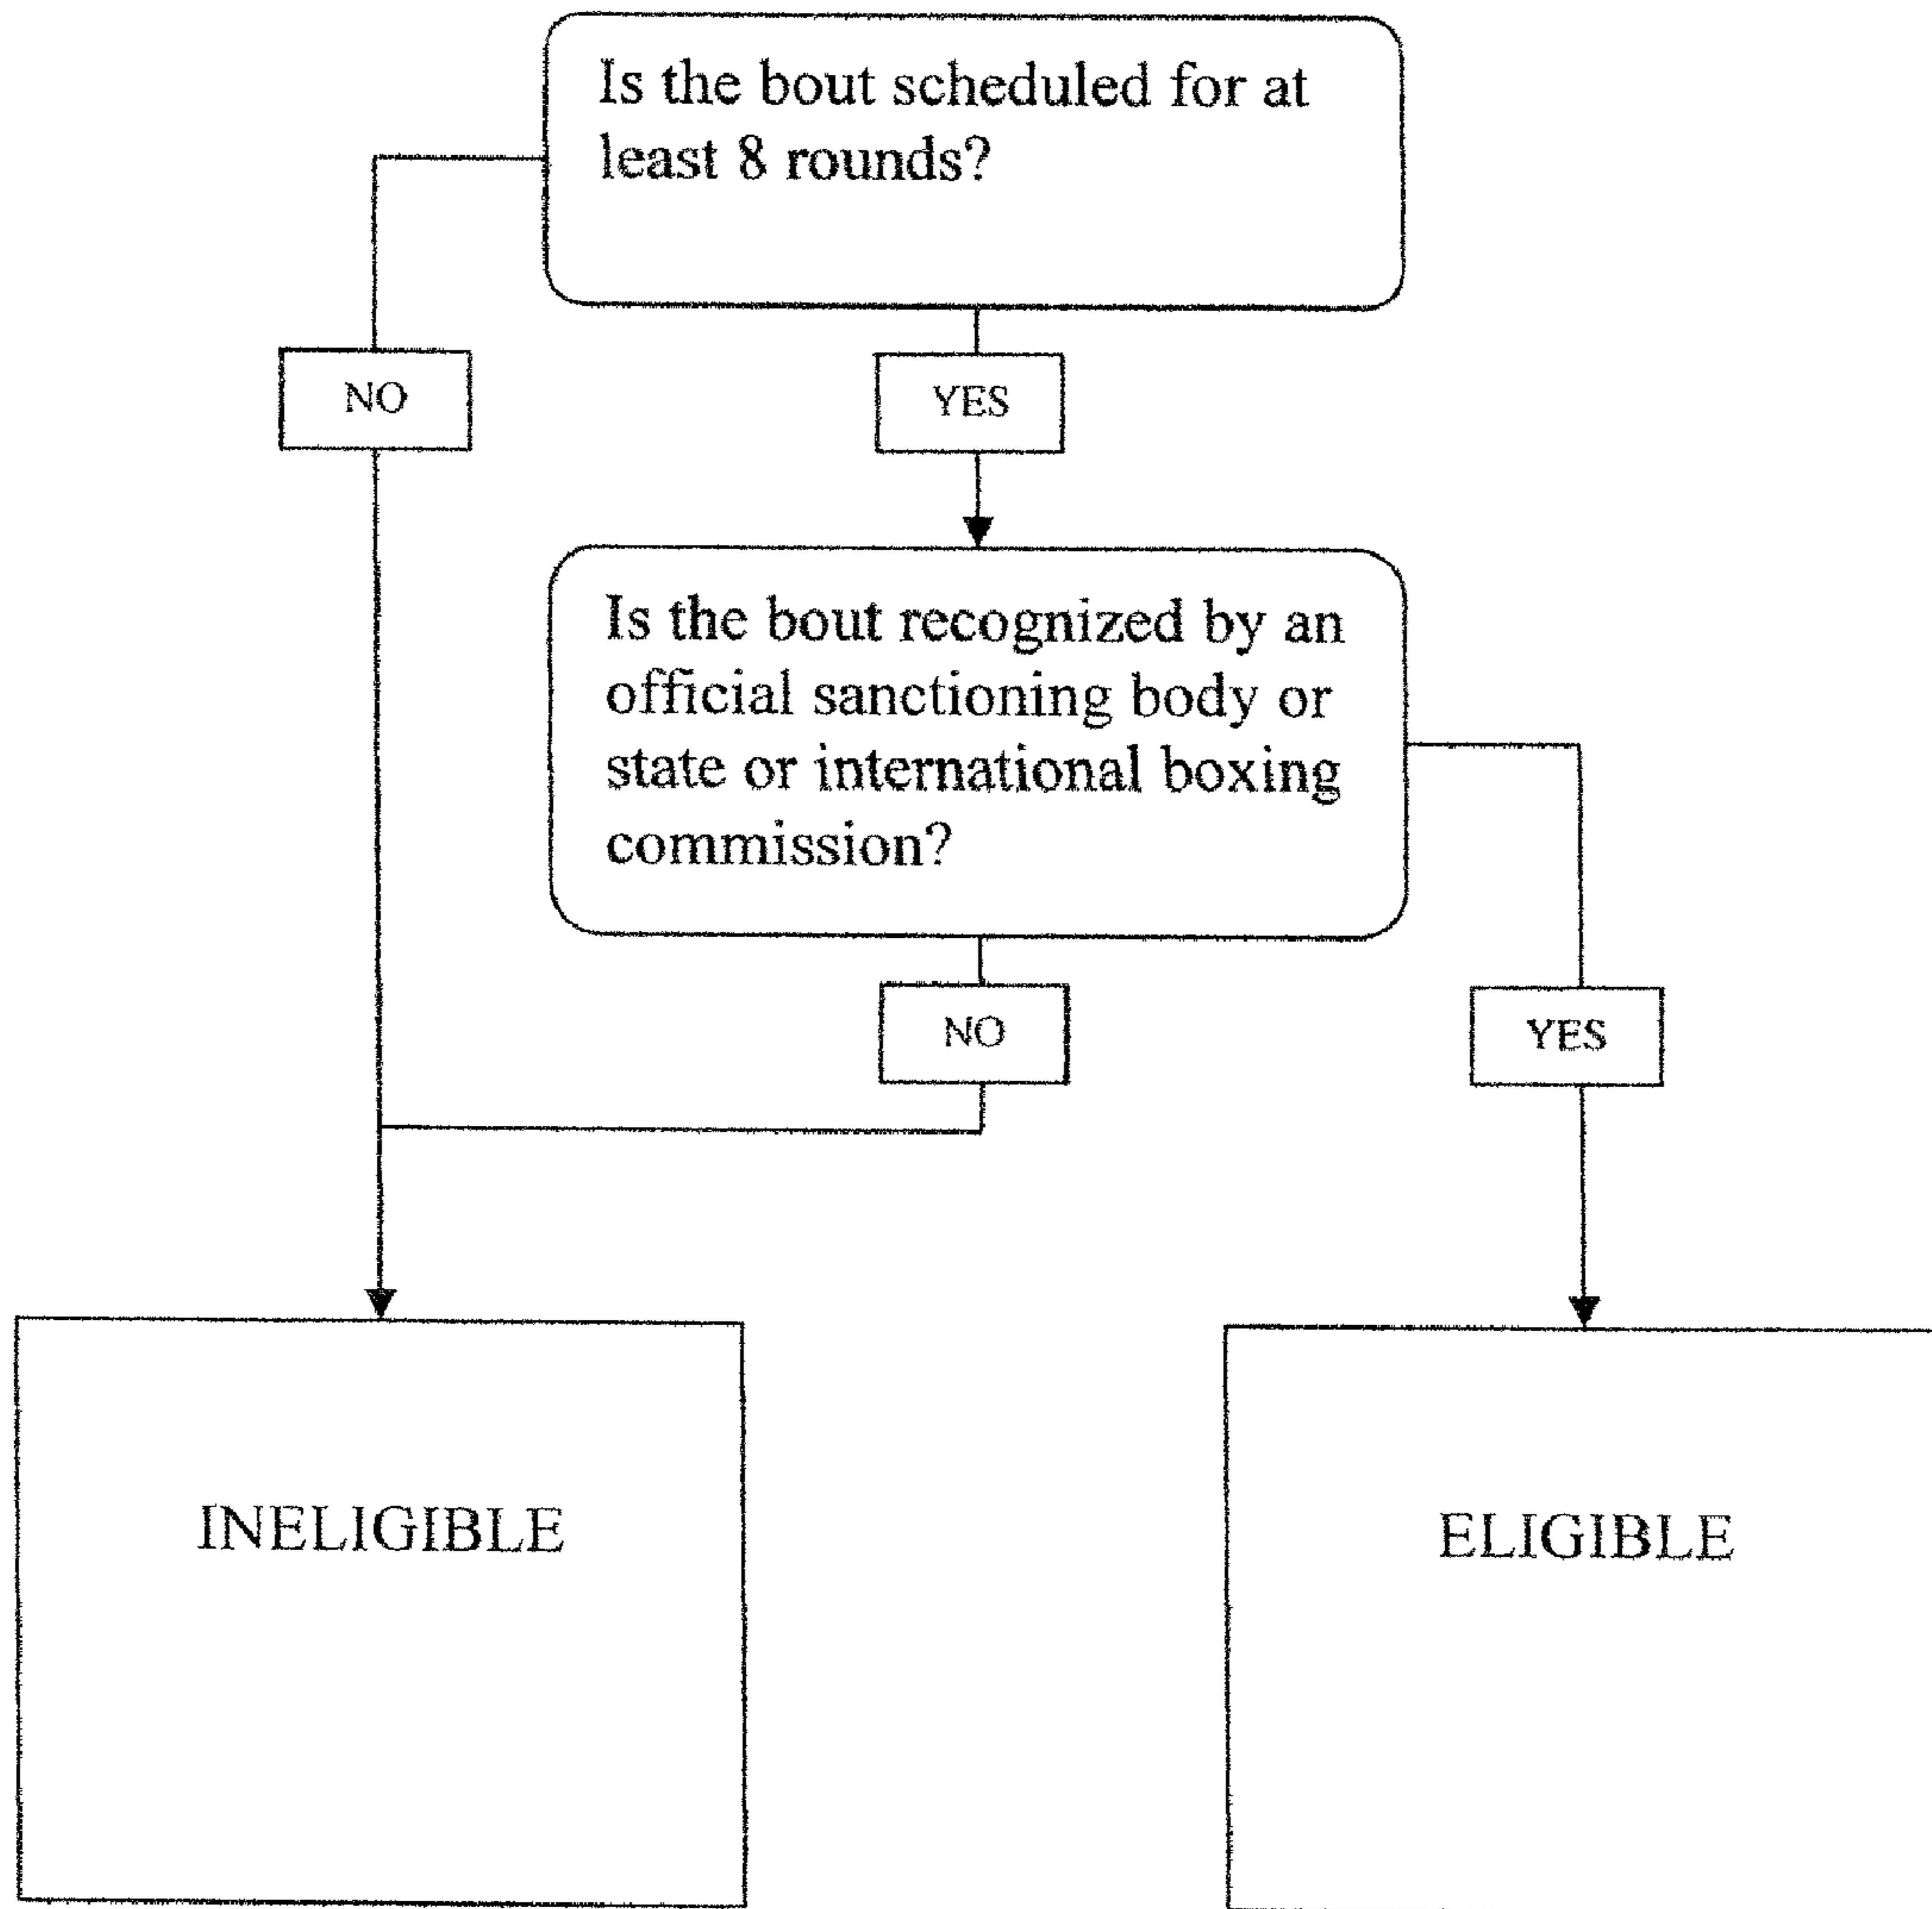 Is the bout scheduled for at
least 8 rounds?
NO
YES
Is the bout recognized by an
official sanctioning body or
state or international boxing
commission?
NO
YES
INELIGIBLE
ELIGIBLE